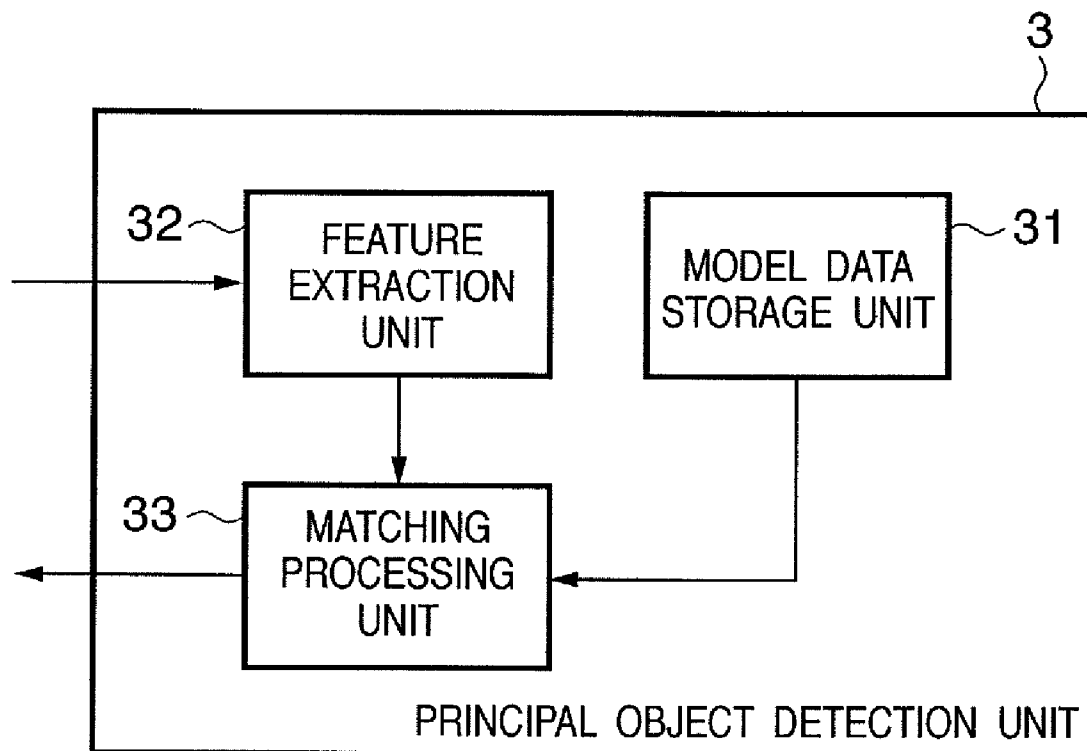 3
32
FEATURE
EXTRACTION
UNIT
31
MODEL DATA
STORAGE UNIT
33
MATCHING
PROCESSING
UNIT
PRINCIPAL OBJECT DETECTION UNIT